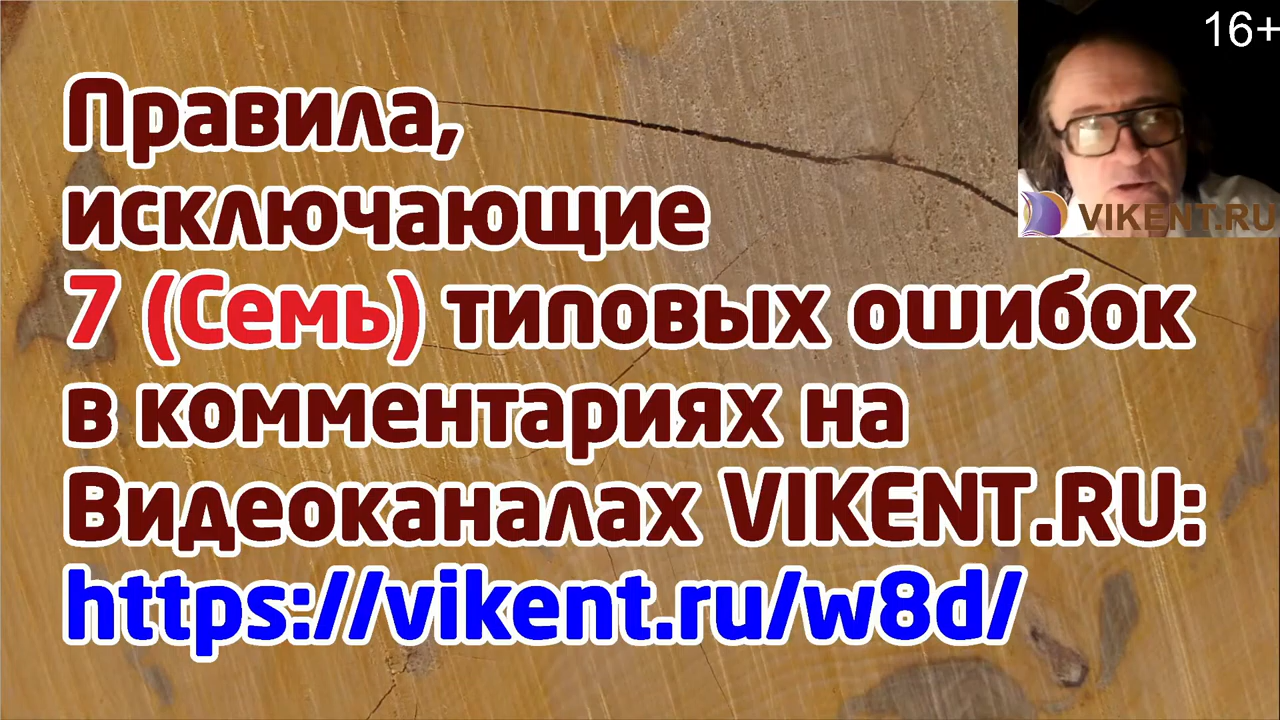 16+
VIKENT.RU
Правила,
исключающие
7 (Семь) типовых ошибок
в комментариях на
Видеоканалах VIKENT.RU:
https://vikent.ru/w8d/